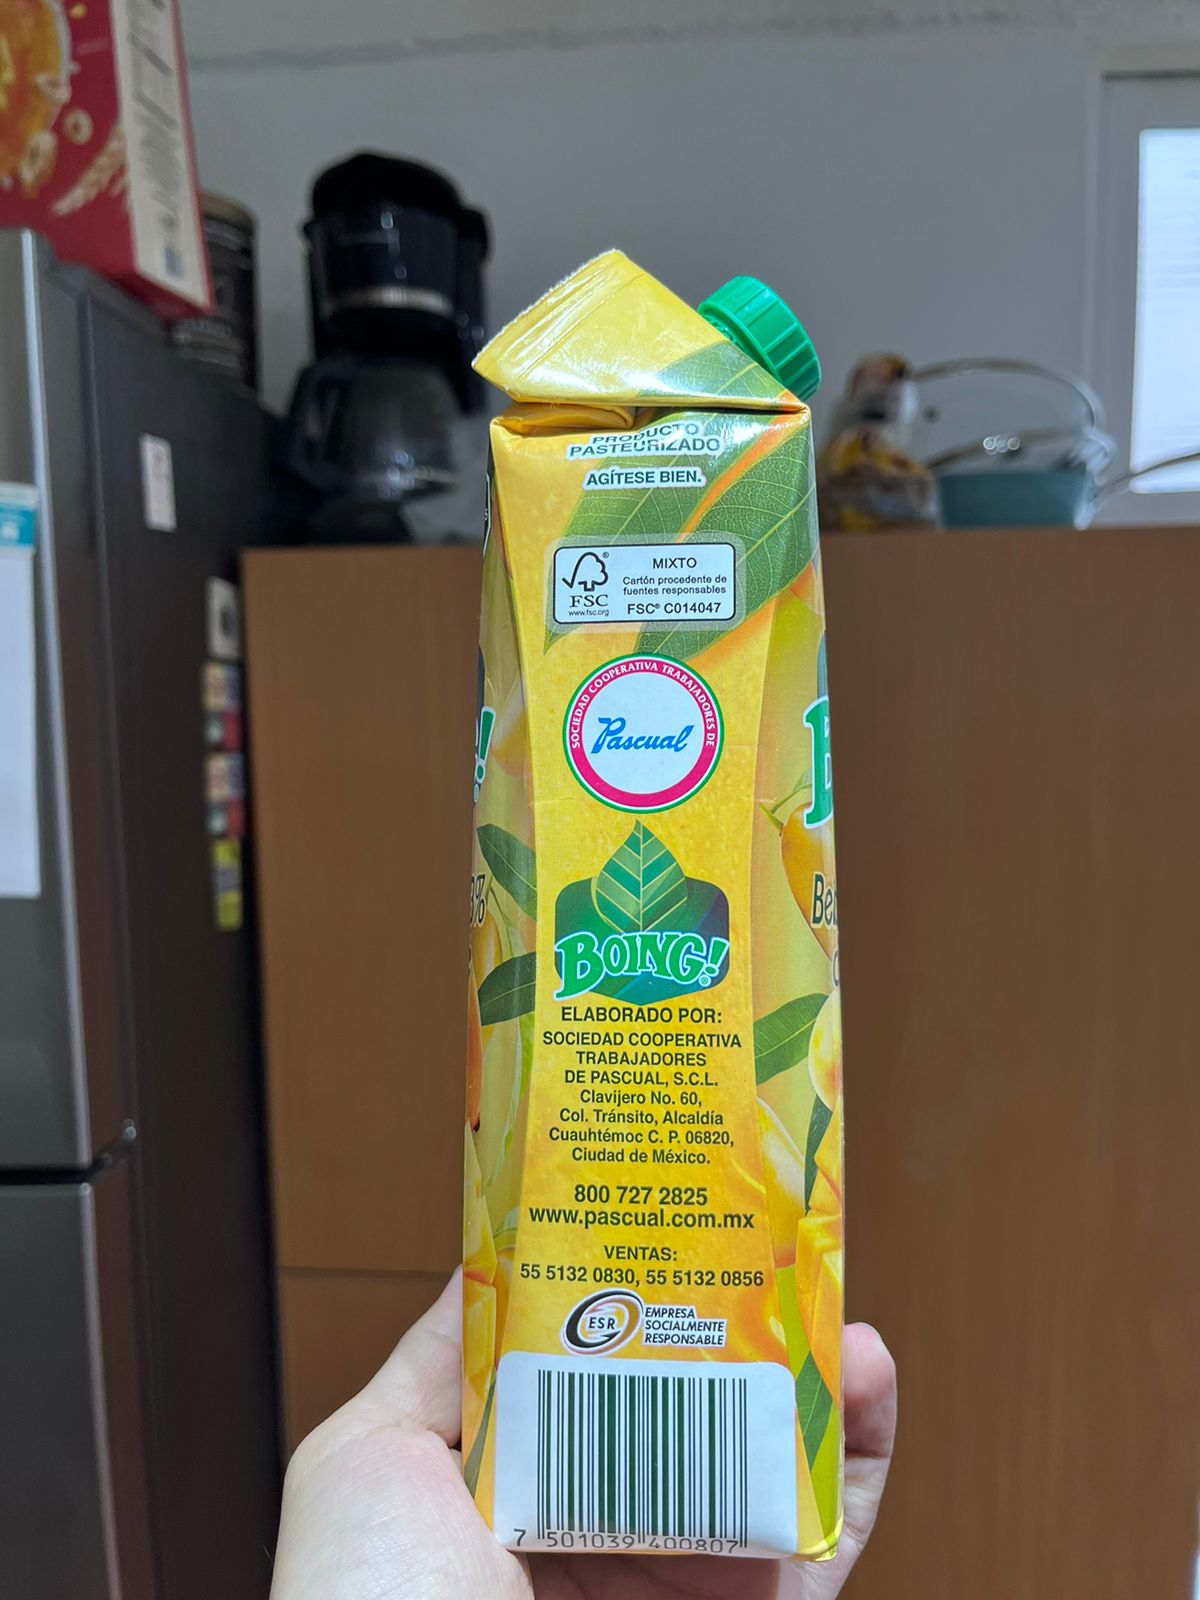 PRODUCTO
PASTEURIZADO
AGÍTESE BIEN.
MIXTO
Cartón procedente de
fuentes responsables
FSC® C014047
®
FSC
www.fsc.org
SOCIEDAD COOPERATIVA TRABAJADORES DE
Pascual
BOING!®
ELABORADO POR:
SOCIEDAD COOPERATIVA
TRABAJADORES
DE PASCUAL, S.C.L.
Clavijero No. 60,
Col. Tránsito, Alcaldía
Cuauhtémoc C. P. 06820,
Ciudad de México.
800 727 2825
www.pascual.com.mx
VENTAS:
55 5132 0830, 55 5132 0856
ESR
EMPRESA
SOCIALMENTE
RESPONSABLE
7 501039 400807